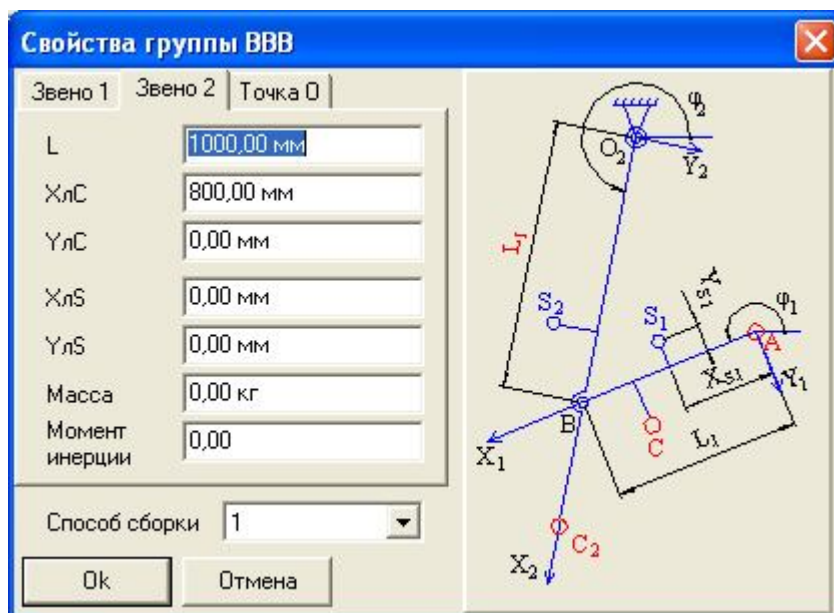 Свойства группы ВВВ
Звено 1 Звено 2 Точка О
L 1000,00 мм
XлC 800,00 мм
YлC 0,00 мм
XлS 0,00 мм
YлS 0,00 мм
Масса 0,00 кг
Момент инерции 0,00
Способ сборки 1
Ok Отмена
φ2
O2
Y2
L1
S2
S1
YS1
φ1
A
XS1
Y1
B
C
L1
X1
C2
X2